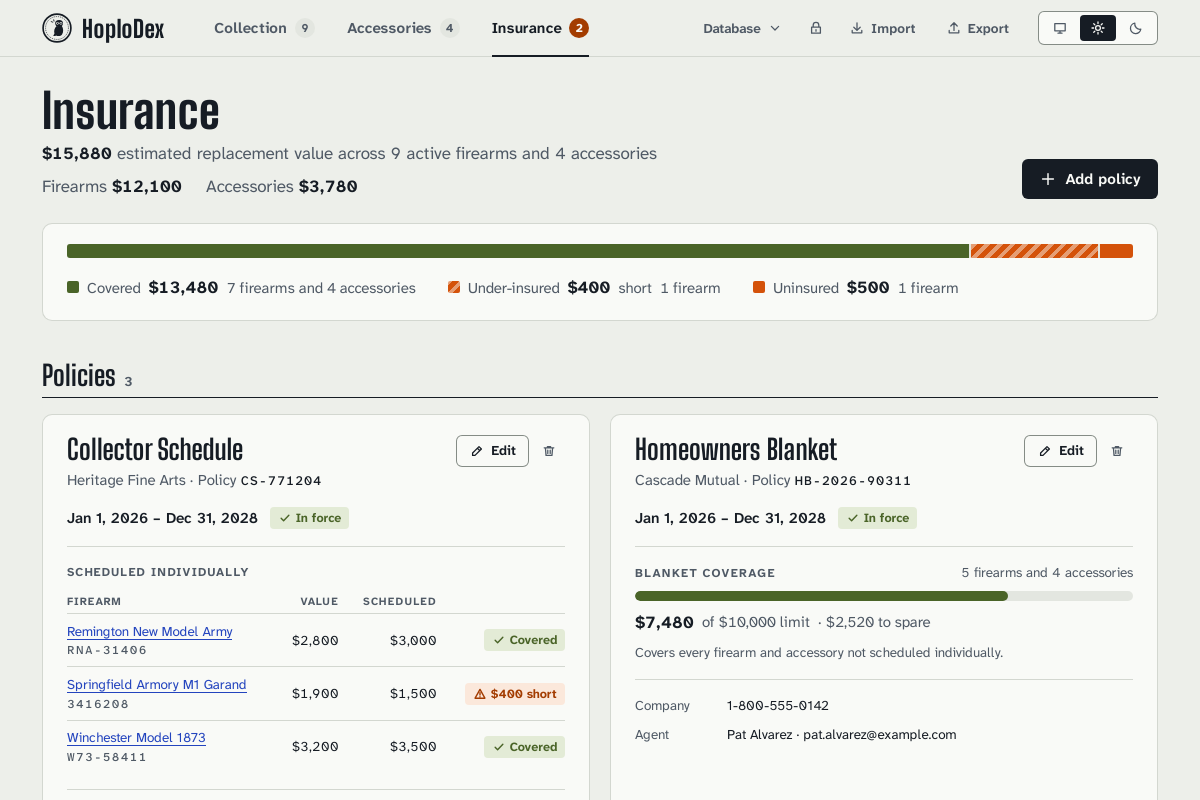 HoploDex Collection 9 Accessories 4 Insurance 2 Database Import Export
Insurance
$15,880 estimated replacement value across 9 active firearms and 4 accessories
Firearms $12,100 Accessories $3,780
Add policy
Covered $13,480 7 firearms and 4 accessories Under-insured $400 short 1 firearm Uninsured $500 1 firearm
Policies 3
Collector Schedule Edit
Heritage Fine Arts · Policy CS-771204
Jan 1, 2026 – Dec 31, 2028 In force
SCHEDULED INDIVIDUALLY
FIREARM VALUE SCHEDULED
Remington New Model Army $2,800 $3,000 Covered
RNA-31406
Springfield Armory M1 Garand $1,900 $1,500 $400 short
3416208
Winchester Model 1873 $3,200 $3,500 Covered
W73-58411
Homeowners Blanket Edit
Cascade Mutual · Policy HB-2026-90311
Jan 1, 2026 – Dec 31, 2028 In force
BLANKET COVERAGE 5 firearms and 4 accessories
$7,480 of $10,000 limit · $2,520 to spare
Covers every firearm and accessory not scheduled individually.
Company 1-800-555-0142
Agent Pat Alvarez · pat.alvarez@example.com